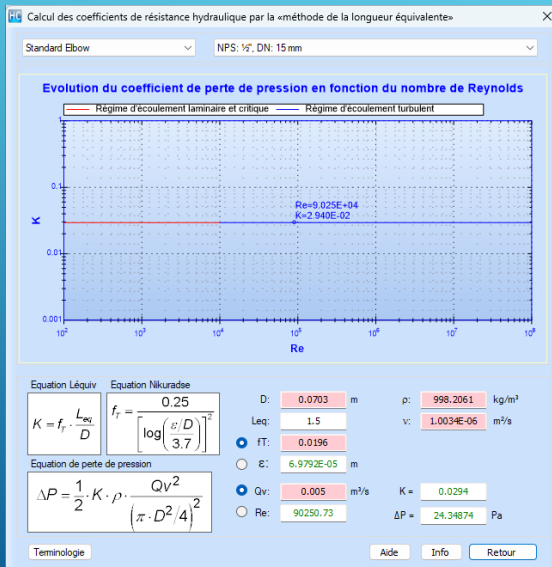 HC Calcul des coefficients de résistance hydraulique par la «méthode de la longueur équivalente»
Standard Elbow NPS: ½", DN: 15 mm
Evolution du coefficient de perte de pression en fonction du nombre de Reynolds
Régime d'écoulement laminaire et critique Régime d'écoulement turbulent
1
0.1
Re=9.025E+04
K=2.940E-02
K
0.01
0.001
10² 10³ 10⁴ 10⁵ 10⁶ 10⁷ 10⁸
Re
Equation Léquiv Equation Nikuradse
K = f_T · L_eq / D
f_T = 0.25 / [log((ε/D) / 3.7)]²
Equation de perte de pression
ΔP = 1/2 · K · ρ · Qv² / (π · D²/4)²
D: 0.0703 m
Leq: 1.5
fT: 0.0196
ε: 6.9792E-05 m
Qv: 0.005 m³/s
Re: 90250.73
ρ: 998.2061 kg/m³
ν: 1.0034E-06 m²/s
K = 0.0294
ΔP = 24.34874 Pa
Terminologie Aide Info Retour